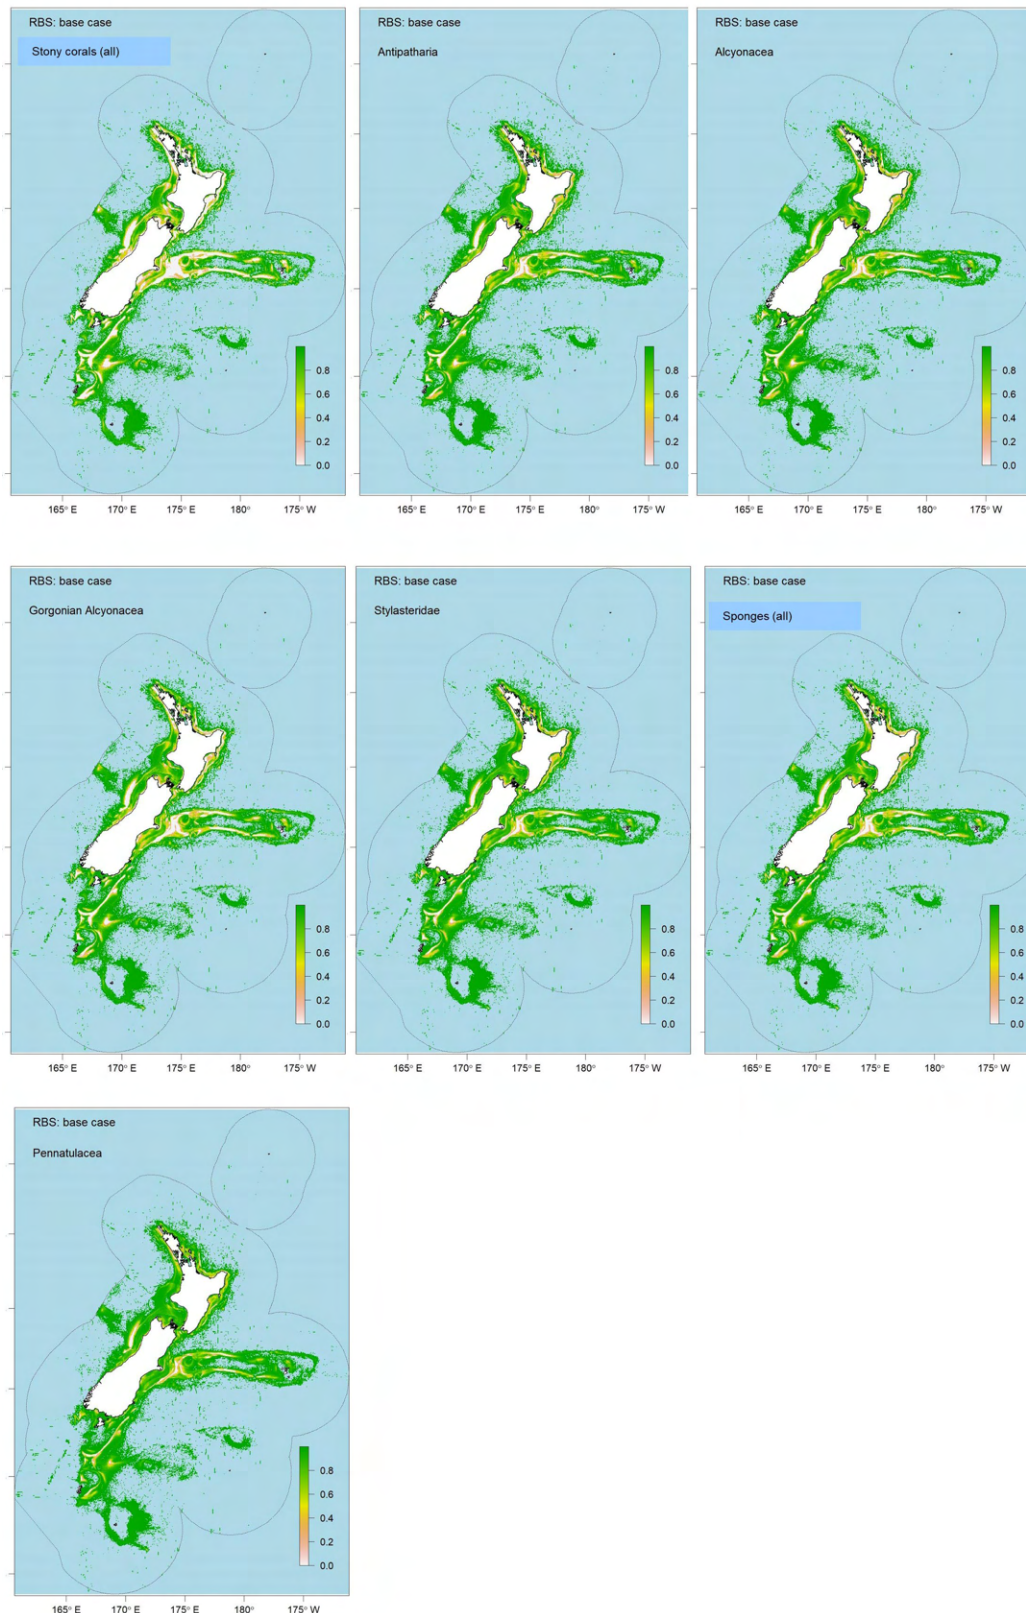 RBS: base case
Stony corals (all)
0.8
0.6
0.4
0.2
0.0
165° E 170° E 175° E 180° 175° W
RBS: base case
Antipatharia
0.8
0.6
0.4
0.2
0.0
165° E 170° E 175° E 180° 175° W
RBS: base case
Alcyonacea
0.8
0.6
0.4
0.2
0.0
165° E 170° E 175° E 180° 175° W
RBS: base case
Gorgonian Alcyonacea
0.8
0.6
0.4
0.2
0.0
165° E 170° E 175° E 180° 175° W
RBS: base case
Stylasteridae
0.8
0.6
0.4
0.2
0.0
165° E 170° E 175° E 180° 175° W
RBS: base case
Sponges (all)
0.8
0.6
0.4
0.2
0.0
165° E 170° E 175° E 180° 175° W
RBS: base case
Pennatulacea
0.8
0.6
0.4
0.2
0.0
165° E 170° E 175° E 180° 175° W